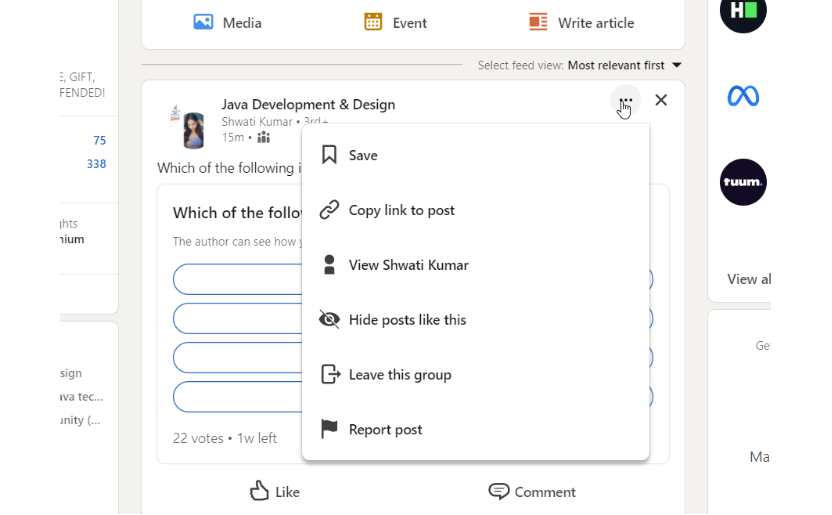 Media
Event
Write article
Select feed view: Most relevant first
E, GIFT,
FENDED!
75
338
ghts
mium
sign
ava tec...
unity (...
Java Development & Design
Shwati Kumar • 3rd+
15m •
Which of the following i
Which of the follo
The author can see how y
22 votes • 1w left
Save
Copy link to post
View Shwati Kumar
Hide posts like this
Leave this group
Report post
Like
Comment
H
tuum.
View al
Ge
Ma